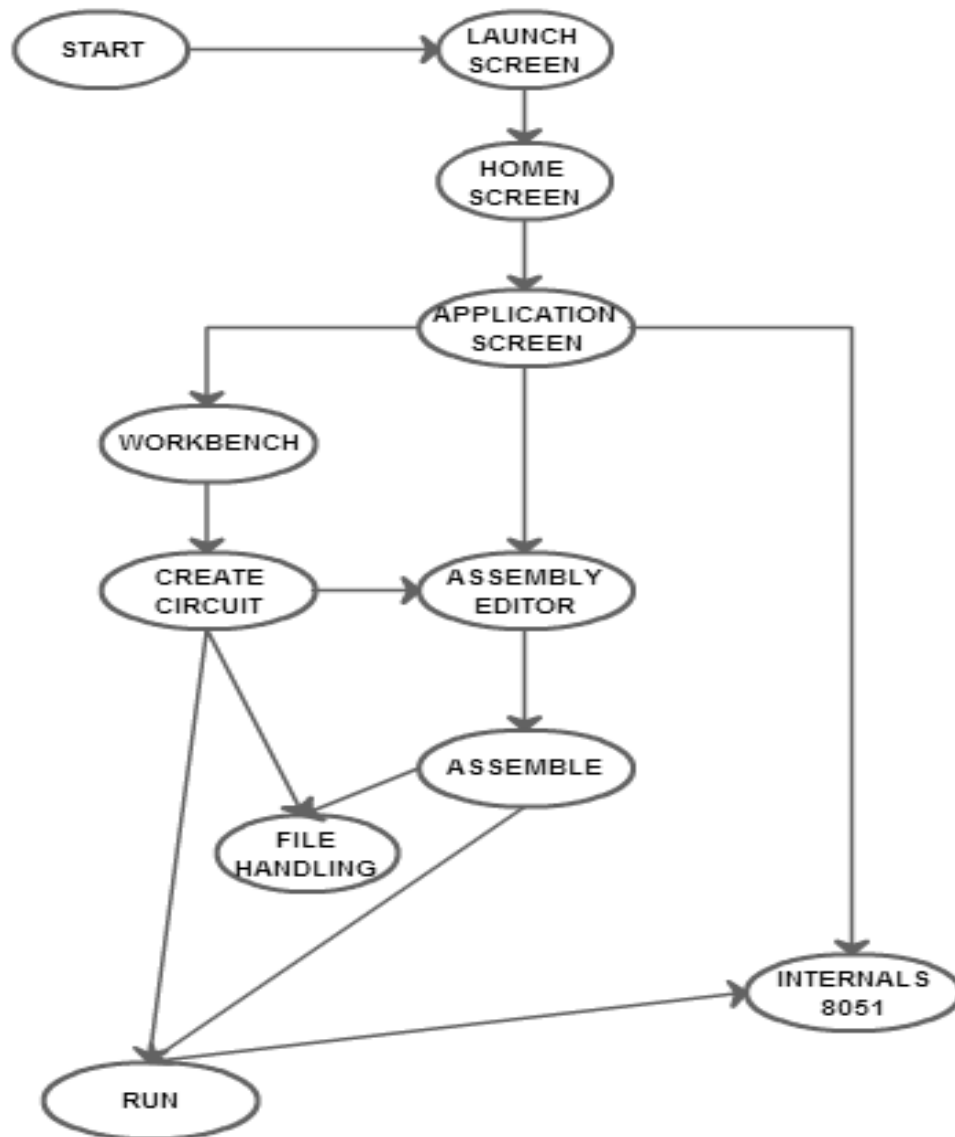 START
LAUNCH
SCREEN
HOME
SCREEN
APPLICATION
SCREEN
WORKBENCH
CREATE
CIRCUIT
ASSEMBLY
EDITOR
ASSEMBLE
FILE
HANDLING
INTERNALS
8051
RUN